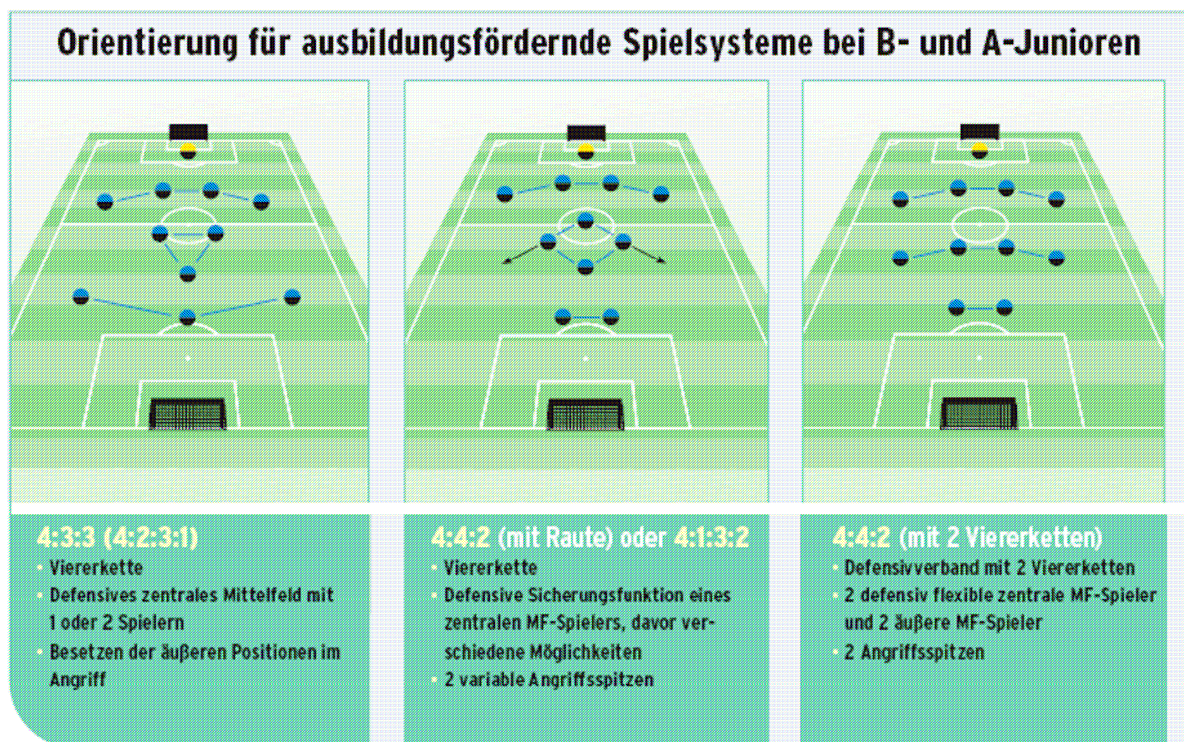 Orientierung für ausbildungsfördernde Spielsysteme bei B- und A-Junioren
4:3:3 (4:2:3:1)
• Viererkette
• Defensives zentrales Mittelfeld mit
1 oder 2 Spielern
• Besetzen der äußeren Positionen im
Angriff
4:4:2 (mit Raute) oder 4:1:3:2
• Viererkette
• Defensive Sicherungsfunktion eines
zentralen MF-Spielers, davor ver-
schiedene Möglichkeiten
• 2 variable Angriffsspitzen
4:4:2 (mit 2 Viererketten)
• Defensivverband mit 2 Viererketten
• 2 defensiv flexible zentrale MF-Spieler
und 2 äußere MF-Spieler
• 2 Angriffsspitzen